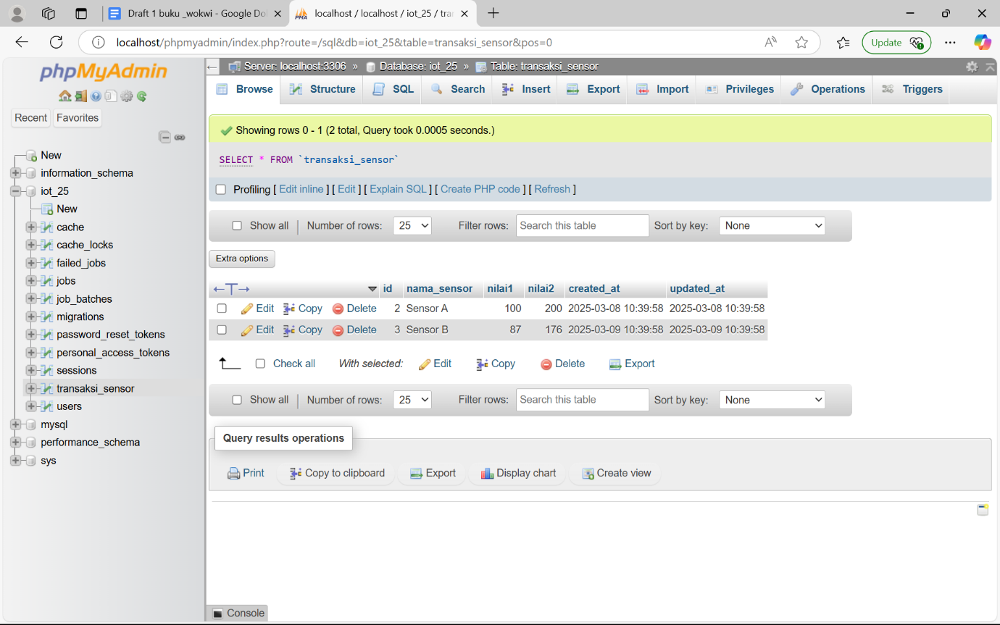 Draft 1 buku _wokwi - Google Do
localhost / localhost / iot_25 / tra
localhost/phpmyadmin/index.php?route=/sql&db=iot_25&table=transaksi_sensor&pos=0
Update
phpMyAdmin
Recent
Favorites
New
information_schema
iot_25
New
cache
cache_locks
failed_jobs
jobs
job_batches
migrations
password_reset_tokens
personal_access_tokens
sessions
transaksi_sensor
users
mysql
performance_schema
sys
Server: localhost:3306 » Database: iot_25 » Table: transaksi_sensor
Browse Structure SQL Search Insert Export Import Privileges Operations Triggers
Showing rows 0 - 1 (2 total, Query took 0.0005 seconds.)
SELECT * FROM `transaksi_sensor`
Profiling [ Edit inline ] [ Edit ] [ Explain SQL ] [ Create PHP code ] [ Refresh ]
Show all Number of rows: 25 Filter rows: Search this table Sort by key: None
Extra options
id nama_sensor nilai1 nilai2 created_at updated_at
Edit Copy Delete 2 Sensor A 100 200 2025-03-08 10:39:58 2025-03-08 10:39:58
Edit Copy Delete 3 Sensor B 87 176 2025-03-09 10:39:58 2025-03-09 10:39:58
Check all With selected: Edit Copy Delete Export
Show all Number of rows: 25 Filter rows: Search this table Sort by key: None
Query results operations
Print Copy to clipboard Export Display chart Create view
Console